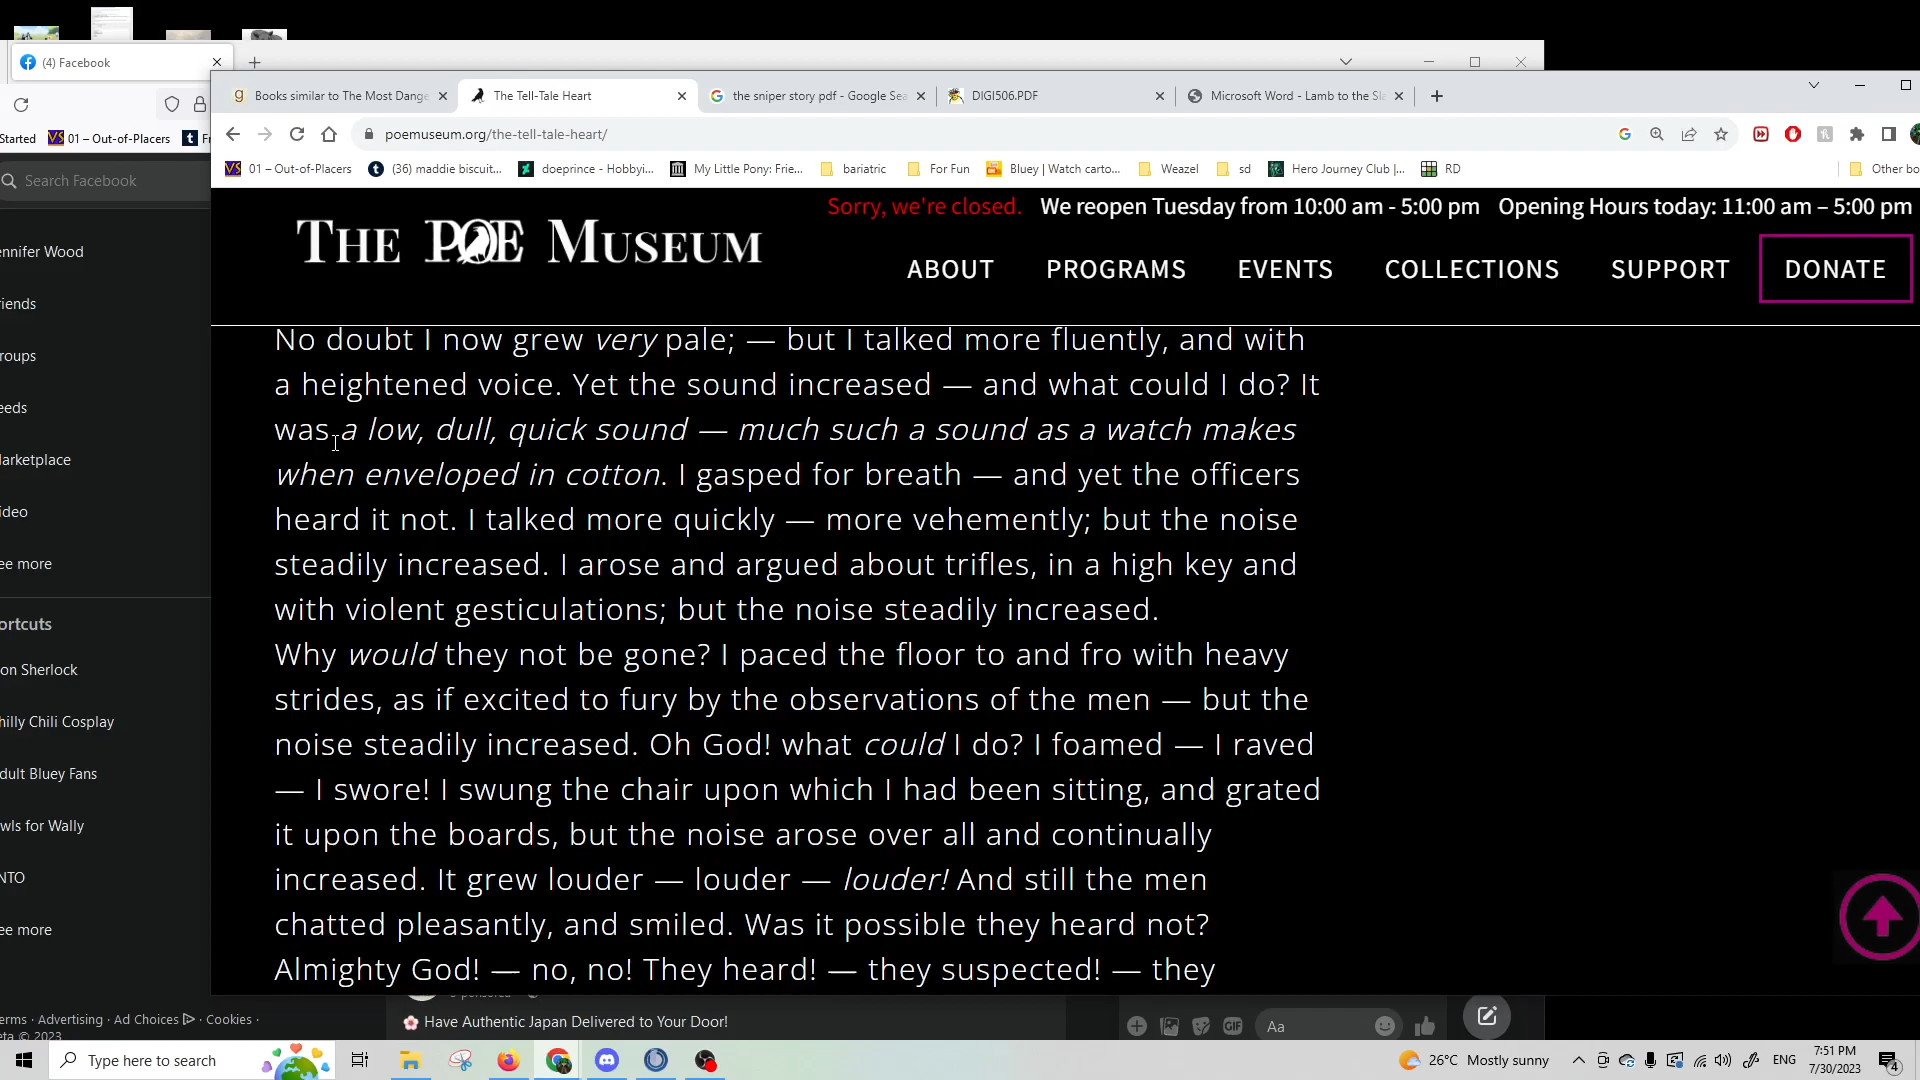 (4) Facebook
Books similar to The Most Dange
The Tell-Tale Heart
the sniper story pdf - Google Sea
DIGI506.PDF
Microsoft Word - Lamb to the Sla
poemuseum.org/the-tell-tale-heart/
Started
01 – Out-of-Placers
Fr
01 – Out-of-Placers
(36) maddie biscuit...
doeprince - Hobbyi...
My Little Pony: Frie...
bariatric
For Fun
Bluey | Watch carto...
Weazel
sd
Hero Journey Club |...
RD
Other bo
Search Facebook
ennifer Wood
riends
roups
eeds
arketplace
ideo
ee more
ortcuts
on Sherlock
hilly Chili Cosplay
dult Bluey Fans
wls for Wally
NTO
ee more
erms · Advertising · Ad Choices · Cookies ·
eta © 2023
THE POE MUSEUM
Sorry, we're closed. We reopen Tuesday from 10:00 am - 5:00 pm Opening Hours today: 11:00 am – 5:00 pm
ABOUT PROGRAMS EVENTS COLLECTIONS SUPPORT DONATE
No doubt I now grew very pale; — but I talked more fluently, and with
a heightened voice. Yet the sound increased — and what could I do? It
was a low, dull, quick sound — much such a sound as a watch makes
when enveloped in cotton. I gasped for breath — and yet the officers
heard it not. I talked more quickly — more vehemently; but the noise
steadily increased. I arose and argued about trifles, in a high key and
with violent gesticulations; but the noise steadily increased.
Why would they not be gone? I paced the floor to and fro with heavy
strides, as if excited to fury by the observations of the men — but the
noise steadily increased. Oh God! what could I do? I foamed — I raved
— I swore! I swung the chair upon which I had been sitting, and grated
it upon the boards, but the noise arose over all and continually
increased. It grew louder — louder — louder! And still the men
chatted pleasantly, and smiled. Was it possible they heard not?
Almighty God! — no, no! They heard! — they suspected! — they
Have Authentic Japan Delivered to Your Door!
GIF
Aa
Type here to search
26°C Mostly sunny
ENG
7:51 PM
7/30/2023
4